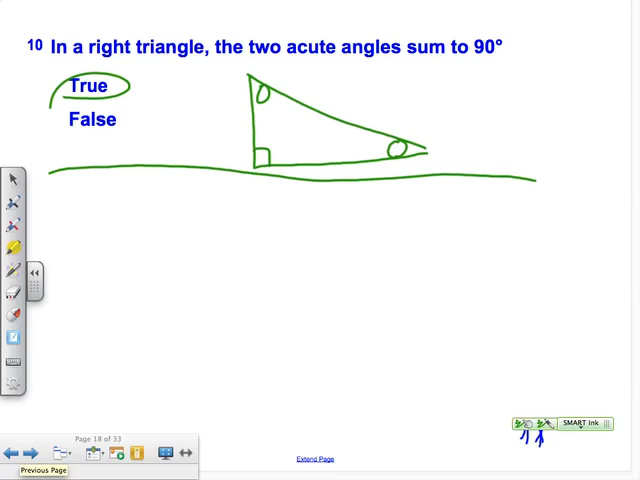 10 In a right triangle, the two acute angles sum to 90°
True
False
SMART Ink
Page 18 of 33
Previous Page
Extend Page